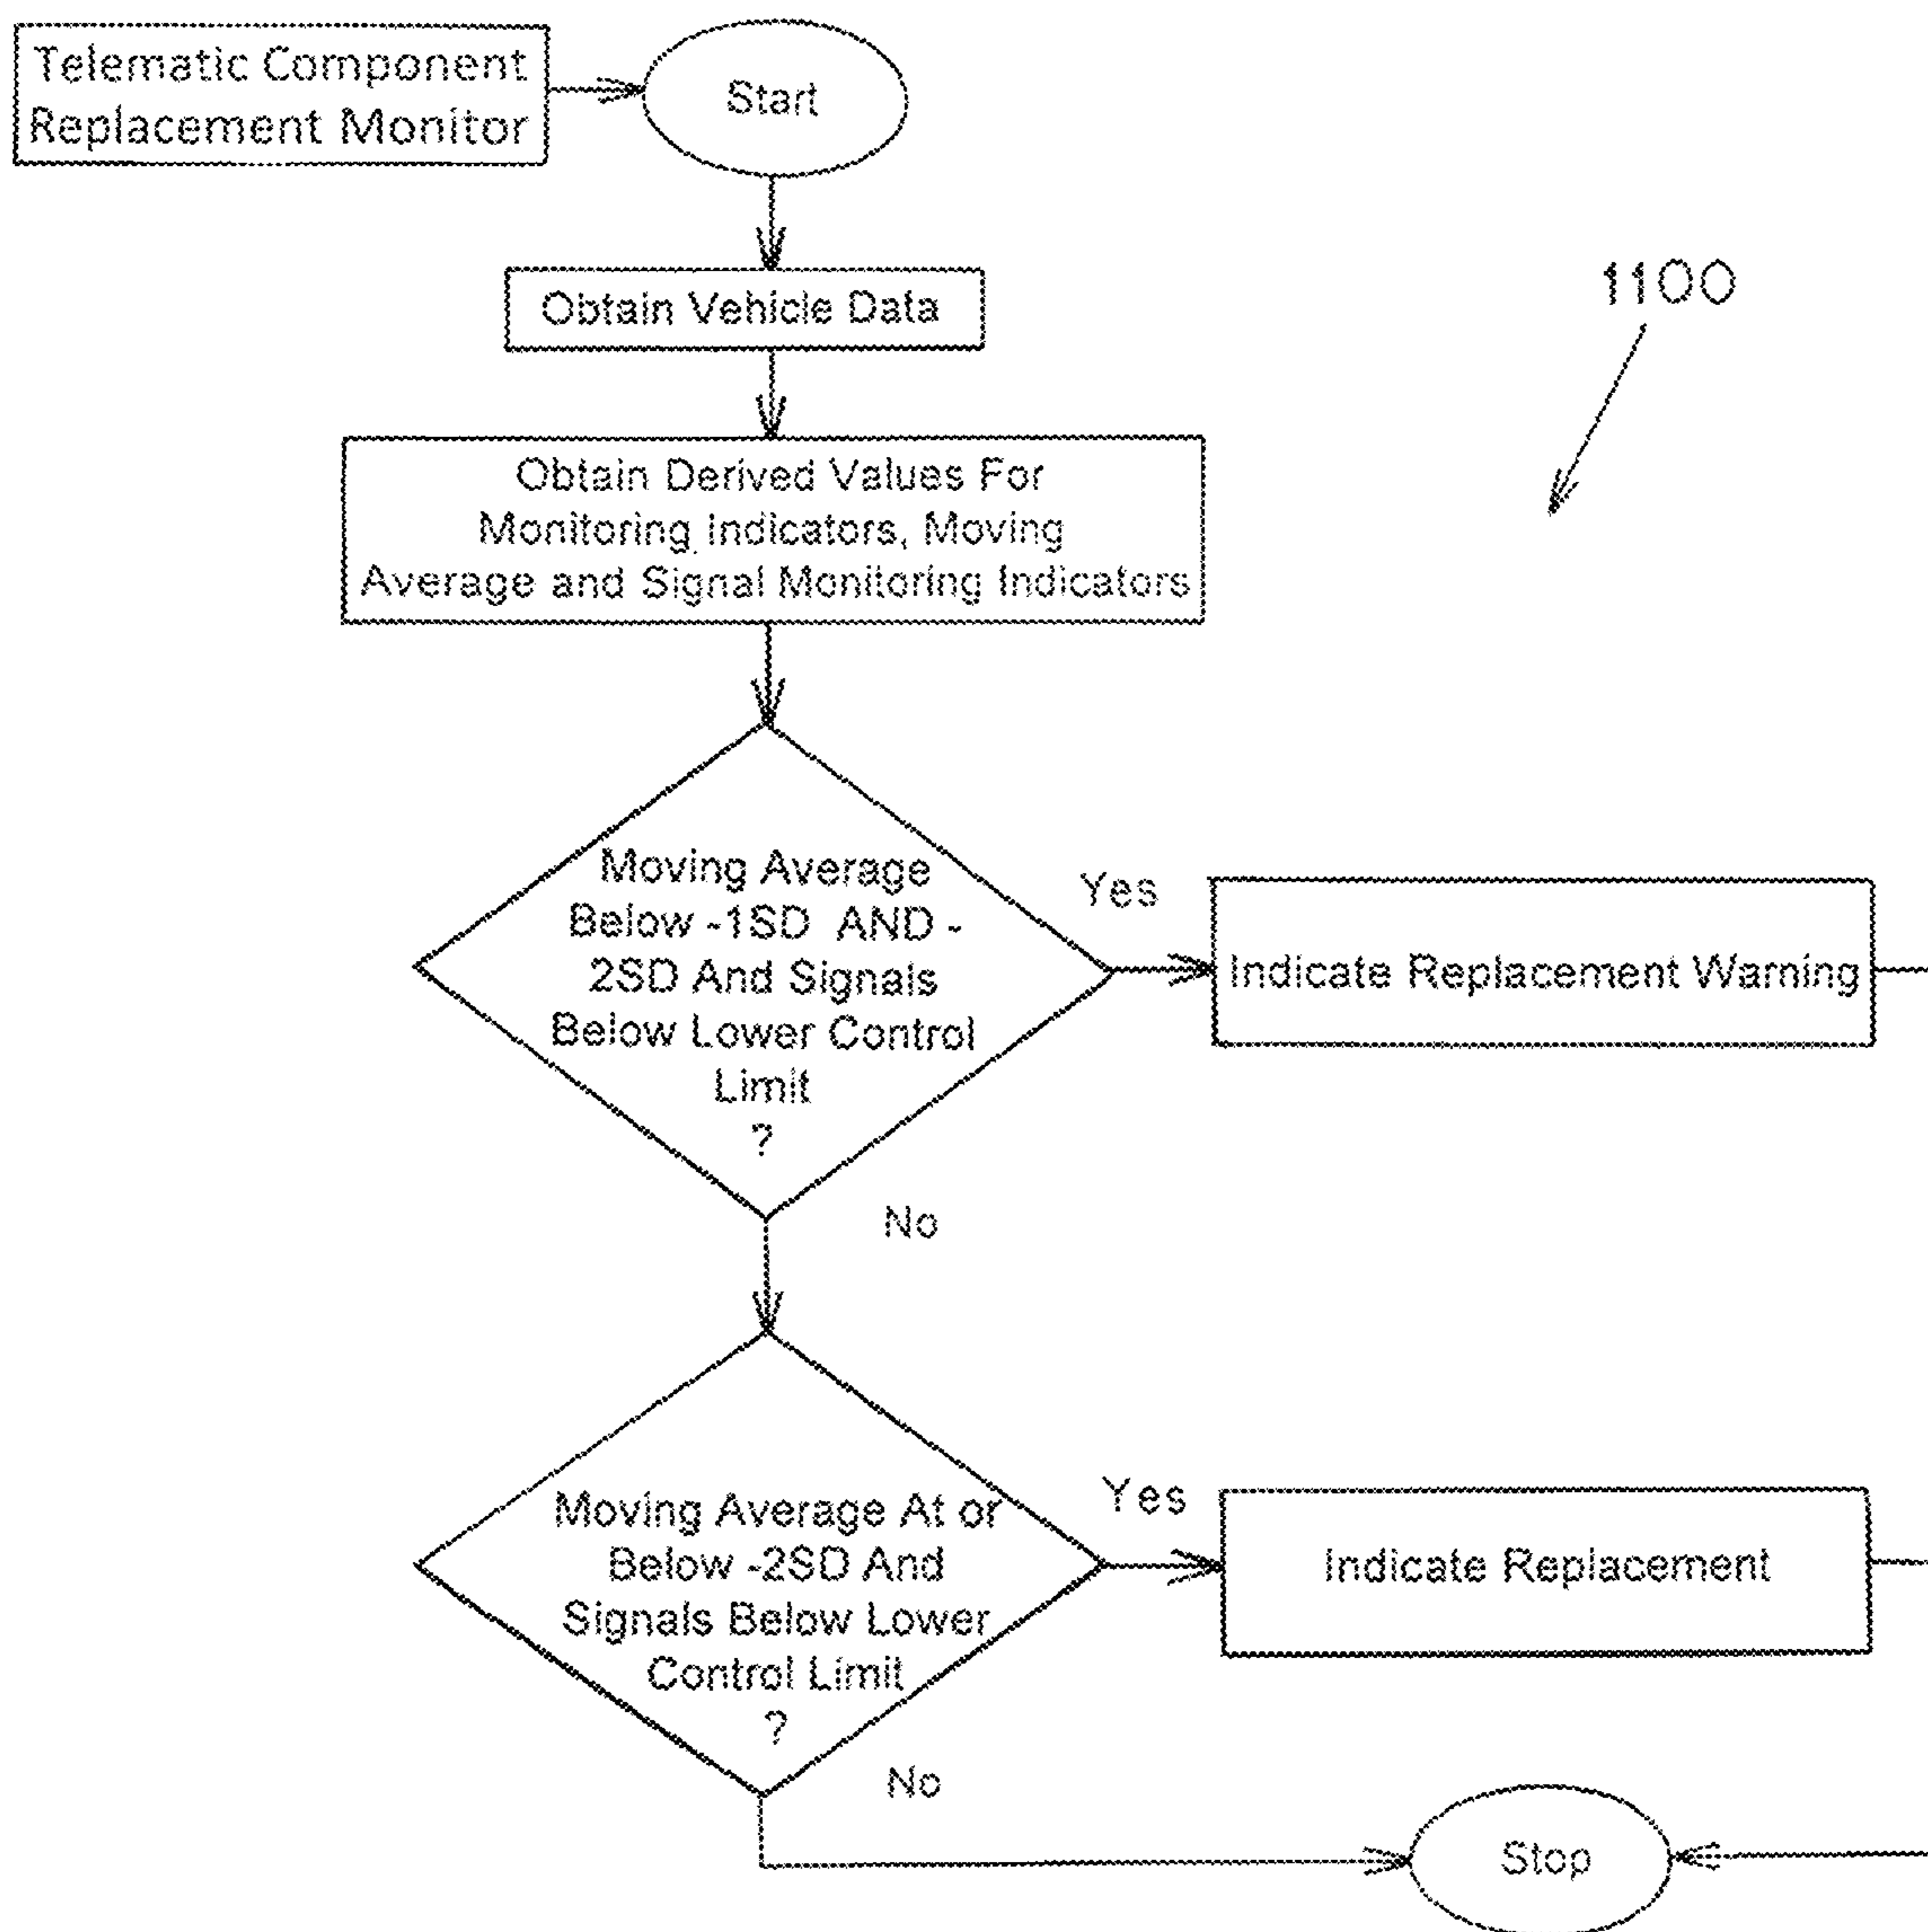 Telematic Component
Replacement Monitor
Start
Obtain Vehicle Data
1100
Obtain Derived Values For
Monitoring Indicators, Moving
Average and Signal Monitoring Indicators
Moving Average
Below -1SD AND -
2SD And Signals
Below Lower Control
Limit
?
Yes
Indicate Replacement Warning
No
Moving Average At or
Below -2SD And
Signals Below Lower
Control Limit
?
Yes
Indicate Replacement
No
Stop